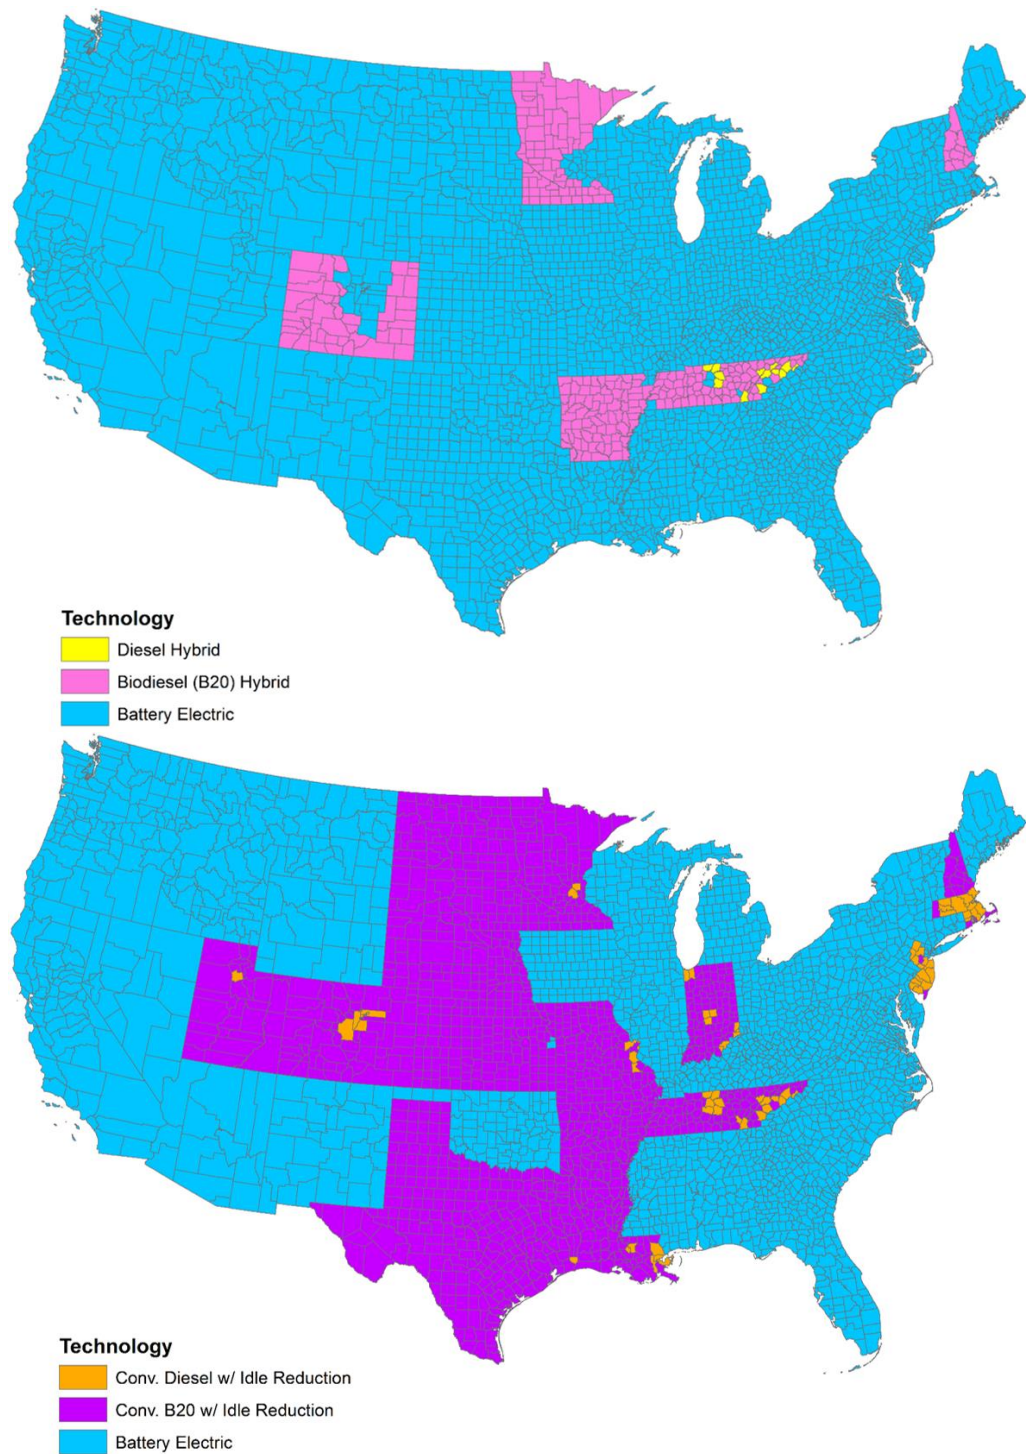 Technology
Diesel Hybrid
Biodiesel (B20) Hybrid
Battery Electric
Technology
Conv. Diesel w/ Idle Reduction
Conv. B20 w/ Idle Reduction
Battery Electric